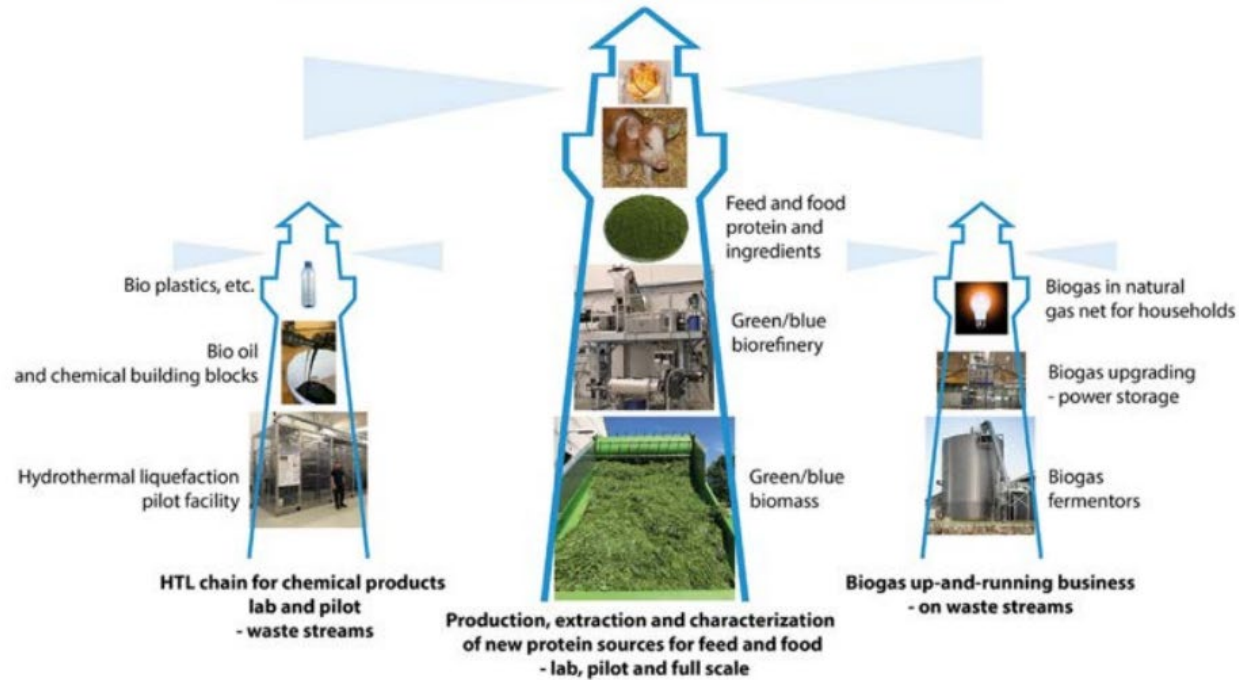 Bio plastics, etc.
Bio oil
and chemical building blocks
Hydrothermal liquefaction
pilot facility
HTL chain for chemical products
lab and pilot
- waste streams
Feed and food
protein and
ingredients
Green/blue
biorefinery
Green/blue
biomass
Production, extraction and characterization
of new protein sources for feed and food
- lab, pilot and full scale
Biogas in natural
gas net for households
Biogas upgrading
- power storage
Biogas
fermentors
Biogas up-and-running business
- on waste streams